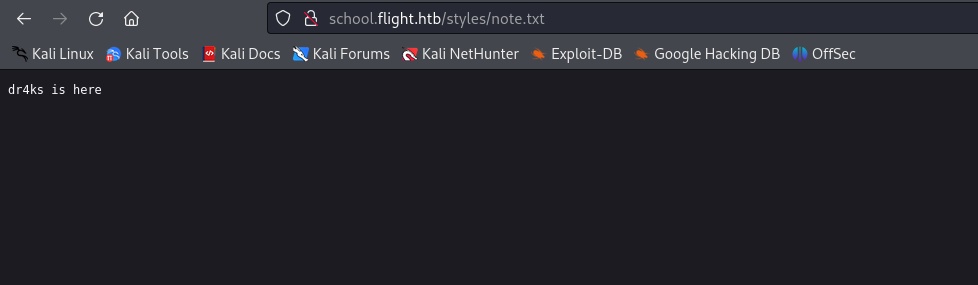 school.flight.htb/styles/note.txt
Kali Linux Kali Tools Kali Docs Kali Forums Kali NetHunter Exploit-DB Google Hacking DB OffSec
dr4ks is here